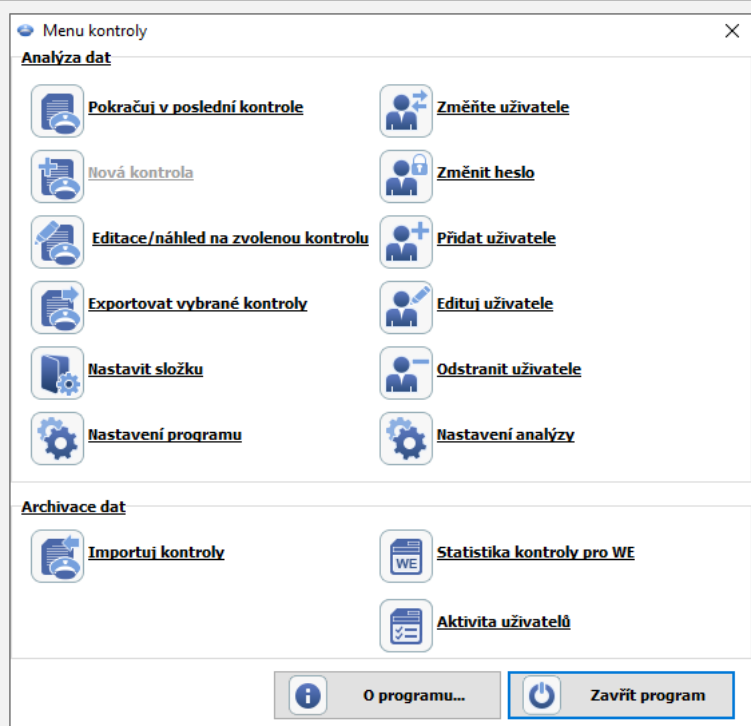 Menu kontroly
Analýza dat
Pokračuj v poslední kontrole
Změňte uživatele
Nová kontrola
Změnit heslo
Editace/náhled na zvolenou kontrolu
Přidat uživatele
Exportovat vybrané kontroly
Edituj uživatele
Nastavit složku
Odstranit uživatele
Nastavení programu
Nastavení analýzy
Archivace dat
Importuj kontroly
WE
Statistika kontroly pro WE
Aktivita uživatelů
O programu...
Zavřít program